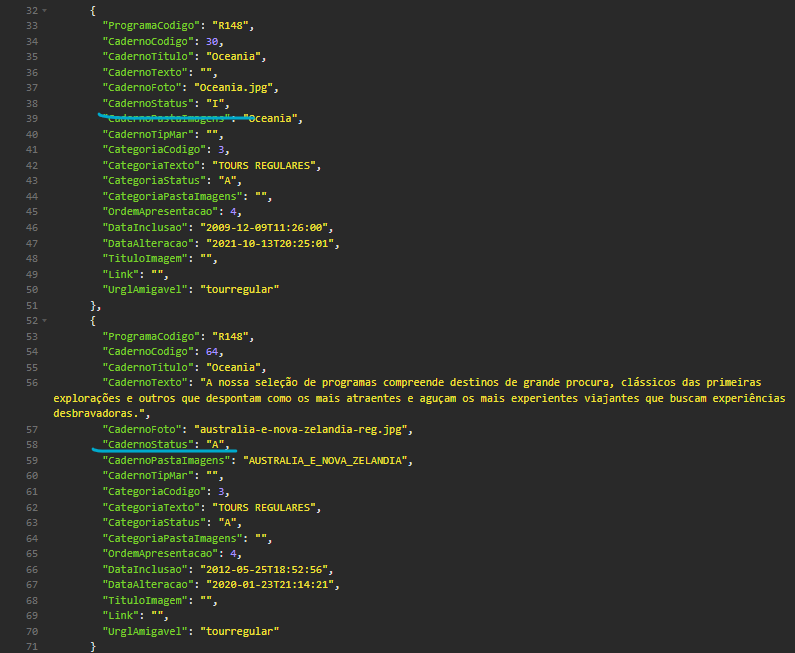 32 {
33 "ProgramaCodigo": "R148",
34 "CadernoCodigo": 30,
35 "CadernoTitulo": "Oceania",
36 "CadernoTexto": "",
37 "CadernoFoto": "Oceania.jpg",
38 "CadernoStatus": "I",
39 "CadernoPastaImagens": "Oceania",
40 "CadernoTipMar": "",
41 "CategoriaCodigo": 3,
42 "CategoriaTexto": "TOURS REGULARES",
43 "CategoriaStatus": "A",
44 "CategoriaPastaImagens": "",
45 "OrdemApresentacao": 4,
46 "DataInclusao": "2009-12-09T11:26:00",
47 "DataAlteracao": "2021-10-13T20:25:01",
48 "TituloImagem": "",
49 "Link": "",
50 "UrglAmigavel": "tourregular"
51 },
52 {
53 "ProgramaCodigo": "R148",
54 "CadernoCodigo": 64,
55 "CadernoTitulo": "Oceania",
56 "CadernoTexto": "A nossa seleção de programas compreende destinos de grande procura, clássicos das primeiras
explorações e outros que despontam como os mais atraentes e aguçam os mais experientes viajantes que buscam experiências
desbravadoras.",
57 "CadernoFoto": "australia-e-nova-zelandia-reg.jpg",
58 "CadernoStatus": "A",
59 "CadernoPastaImagens": "AUSTRALIA_E_NOVA_ZELANDIA",
60 "CadernoTipMar": "",
61 "CategoriaCodigo": 3,
62 "CategoriaTexto": "TOURS REGULARES",
63 "CategoriaStatus": "A",
64 "CategoriaPastaImagens": "",
65 "OrdemApresentacao": 4,
66 "DataInclusao": "2012-05-25T18:52:56",
67 "DataAlteracao": "2020-01-23T21:14:21",
68 "TituloImagem": "",
69 "Link": "",
70 "UrglAmigavel": "tourregular"
71 }